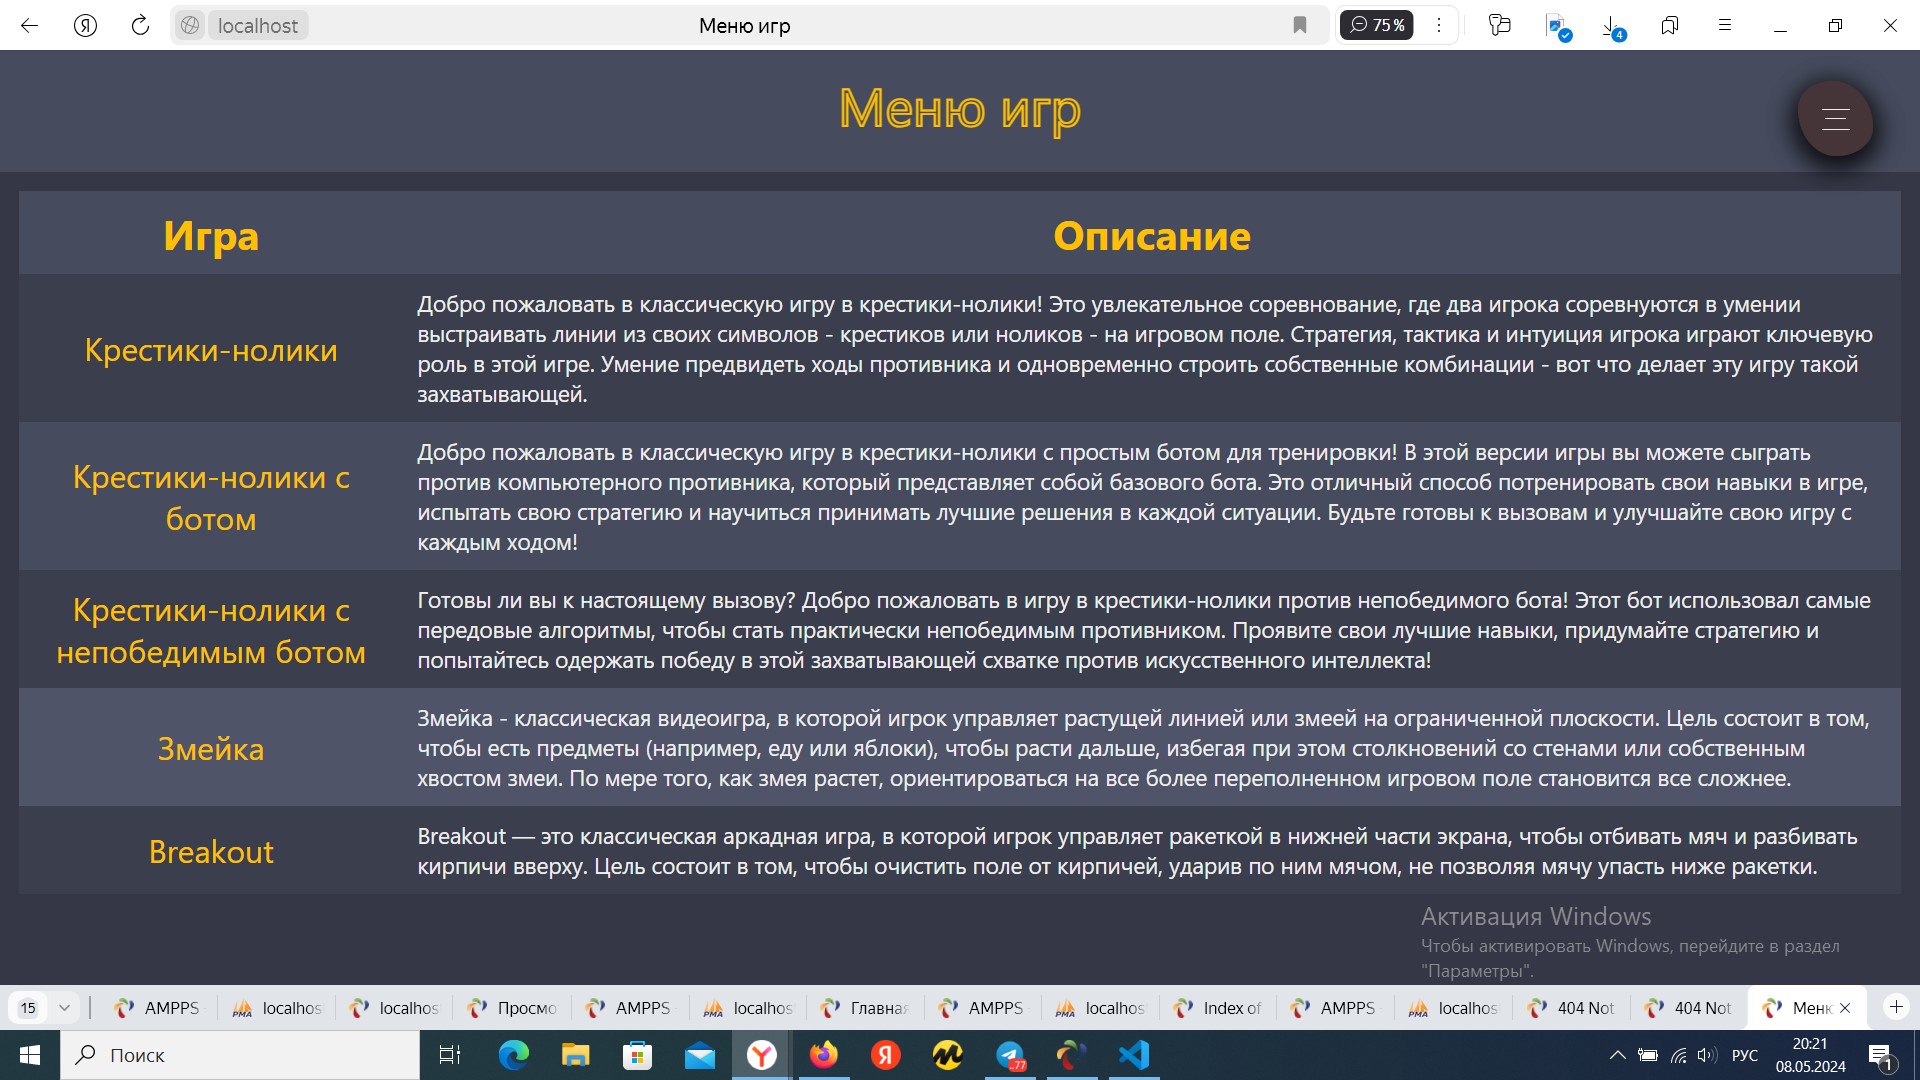 localhost
Меню игр
75 %
4
Меню игр
Игра
Описание
Крестики-нолики
Добро пожаловать в классическую игру в крестики-нолики! Это увлекательное соревнование, где два игрока соревнуются в умении
выстраивать линии из своих символов - крестиков или ноликов - на игровом поле. Стратегия, тактика и интуиция игрока играют ключевую
роль в этой игре. Умение предвидеть ходы противника и одновременно строить собственные комбинации - вот что делает эту игру такой
захватывающей.
Крестики-нолики с
ботом
Добро пожаловать в классическую игру в крестики-нолики с простым ботом для тренировки! В этой версии игры вы можете сыграть
против компьютерного противника, который представляет собой базового бота. Это отличный способ потренировать свои навыки в игре,
испытать свою стратегию и научиться принимать лучшие решения в каждой ситуации. Будьте готовы к вызовам и улучшайте свою игру с
каждым ходом!
Крестики-нолики с
непобедимым ботом
Готовы ли вы к настоящему вызову? Добро пожаловать в игру в крестики-нолики против непобедимого бота! Этот бот использовал самые
передовые алгоритмы, чтобы стать практически непобедимым противником. Проявите свои лучшие навыки, придумайте стратегию и
попытайтесь одержать победу в этой захватывающей схватке против искусственного интеллекта!
Змейка
Змейка - классическая видеоигра, в которой игрок управляет растущей линией или змеей на ограниченной плоскости. Цель состоит в том,
чтобы есть предметы (например, еду или яблоки), чтобы расти дальше, избегая при этом столкновений со стенами или собственным
хвостом змеи. По мере того, как змея растет, ориентироваться на все более переполненном игровом поле становится все сложнее.
Breakout
Breakout — это классическая аркадная игра, в которой игрок управляет ракеткой в нижней части экрана, чтобы отбивать мяч и разбивать
кирпичи вверху. Цель состоит в том, чтобы очистить поле от кирпичей, ударив по ним мячом, не позволяя мячу упасть ниже ракетки.
Активация Windows
Чтобы активировать Windows, перейдите в раздел
"Параметры".
15 AMPPS localhos localhos Просмо AMPPS localhos Главная AMPPS localhos Index of AMPPS localhos 404 Not 404 Not Меню
Поиск
77
РУС
20:21
08.05.2024
1